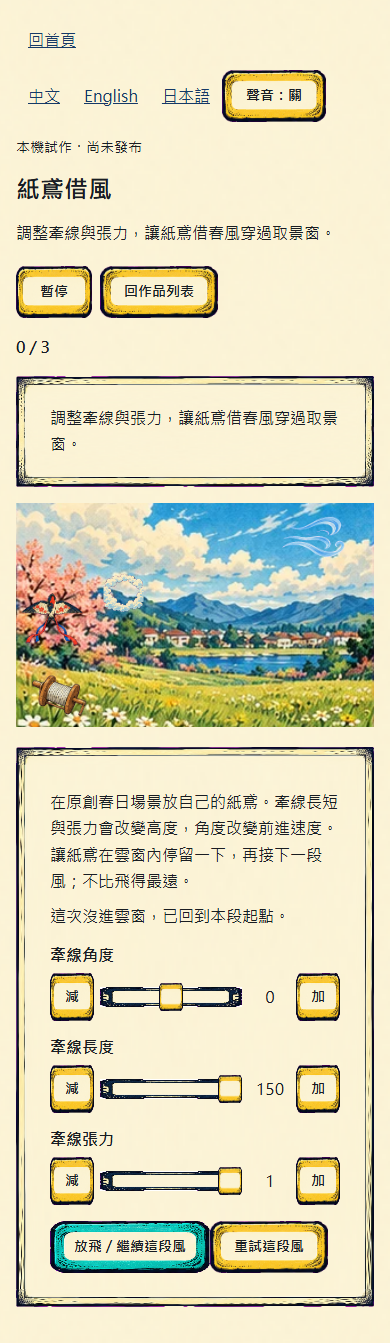 回首頁
中文 English 日本語 聲音：關
本機試作・尚未發布
紙鳶借風
調整牽線與張力，讓紙鳶借春風穿過取景窗。
暫停 回作品列表
0 / 3
調整牽線與張力，讓紙鳶借春風穿過取景
窗。
在原創春日場景放自己的紙鳶。牽線長短
與張力會改變高度，角度改變前進速度。
讓紙鳶在雲窗內停留一下，再接下一段
風；不比飛得最遠。
這次沒進雲窗，已回到本段起點。
牽線角度
減 0 加
牽線長度
減 150 加
牽線張力
減 1 加
放飛 / 繼續這段風 重試這段風